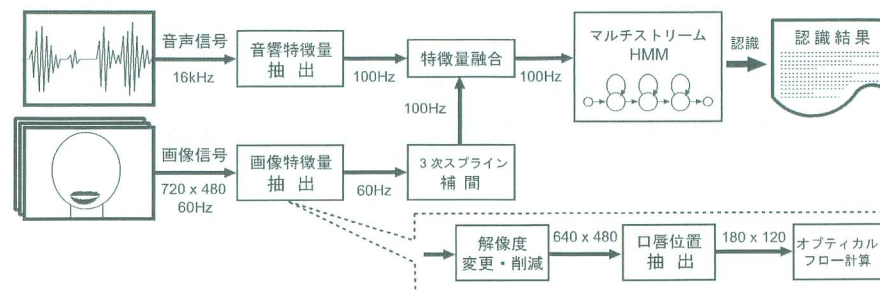 音声信号
16kHz
音響特徴量
抽出
100Hz
特徴量融合
100Hz
マルチストリーム
HMM
認識
認識結果
100Hz
画像信号
720 x 480
60Hz
画像特徴量
抽出
60Hz
3次スプライン
補間
解像度
変更・削減
640 x 480
口唇位置
抽出
180 x 120
オプティカル
フロー計算